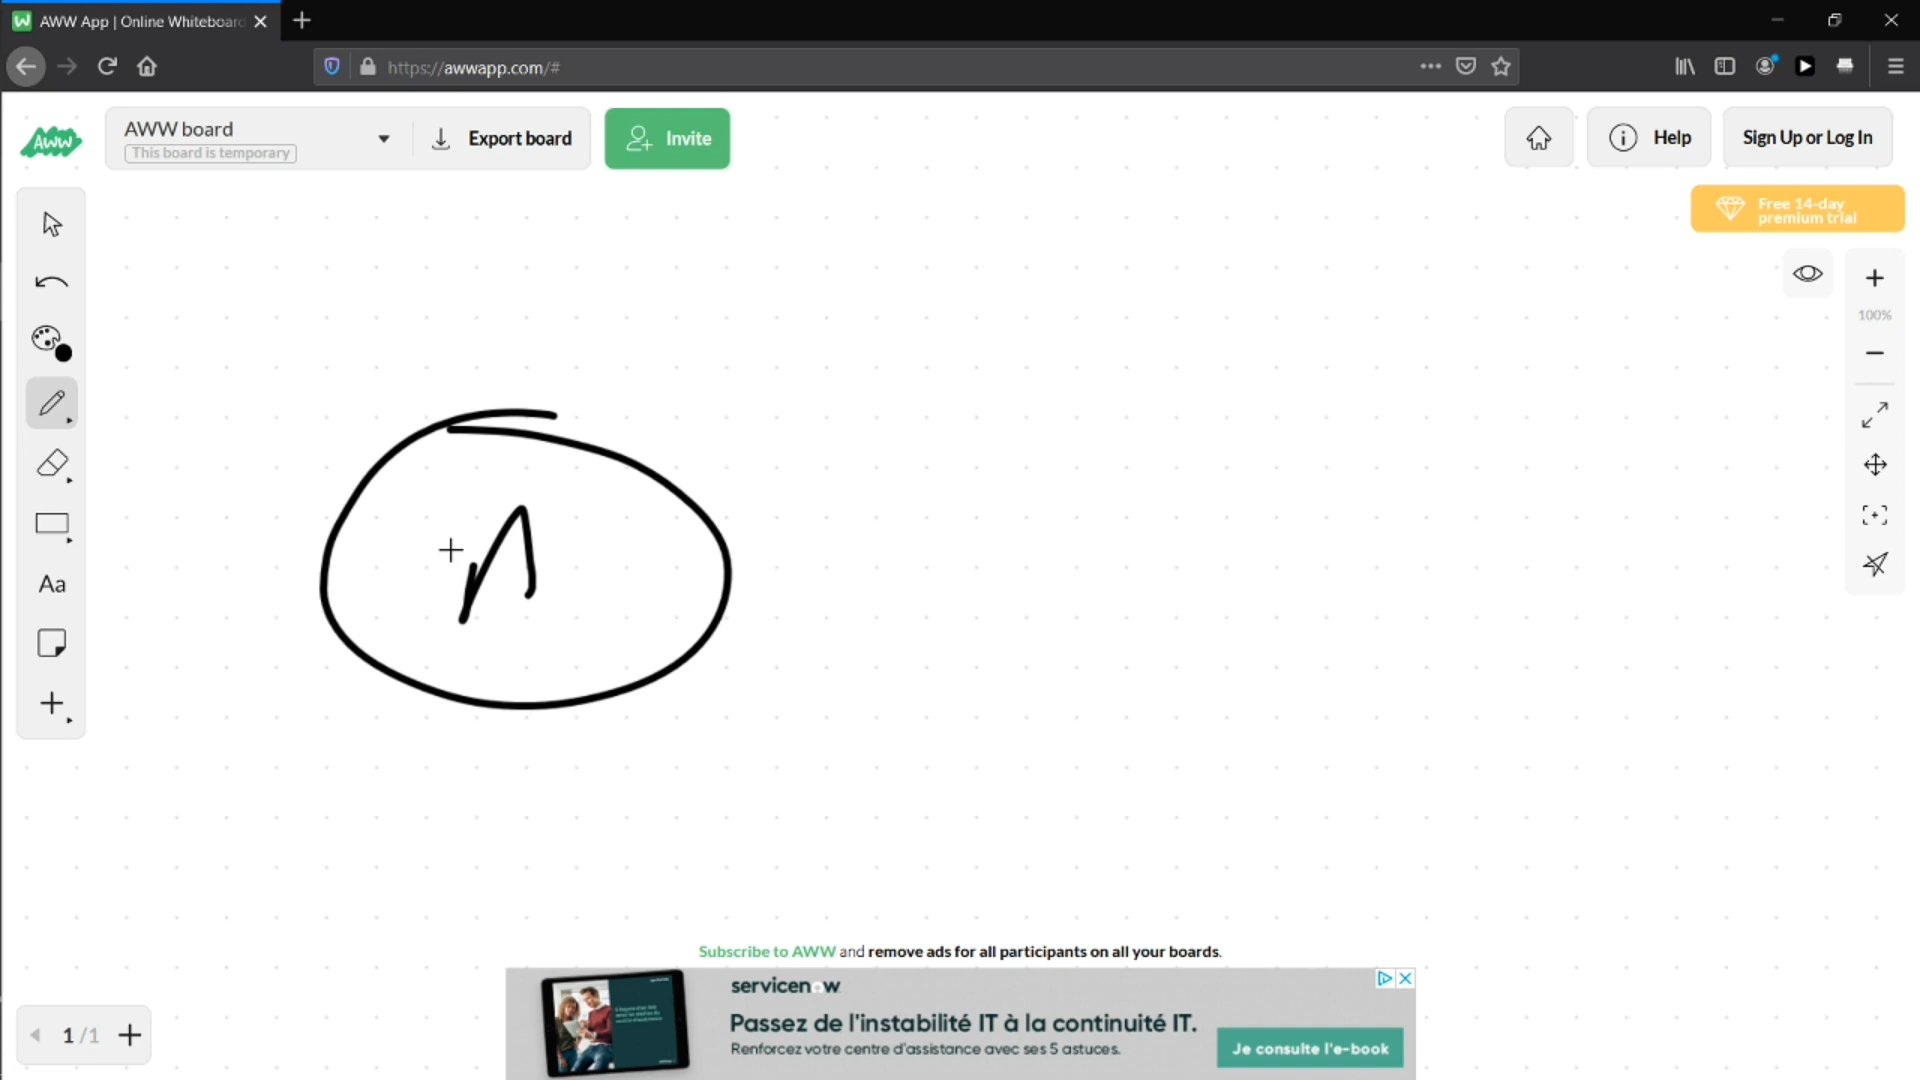 AWW App | Online Whiteboard
https://awwapp.com/#
AWW
AWW board
This board is temporary
Export board
Invite
Help
Sign Up or Log In
Free 14-day
premium trial
100%
Aa
Subscribe to AWW and remove ads for all participants on all your boards.
servicenow
Passez de l'instabilité IT à la continuité IT.
Renforcez votre centre d'assistance avec ses 5 astuces.
Je consulte l'e-book
1/1